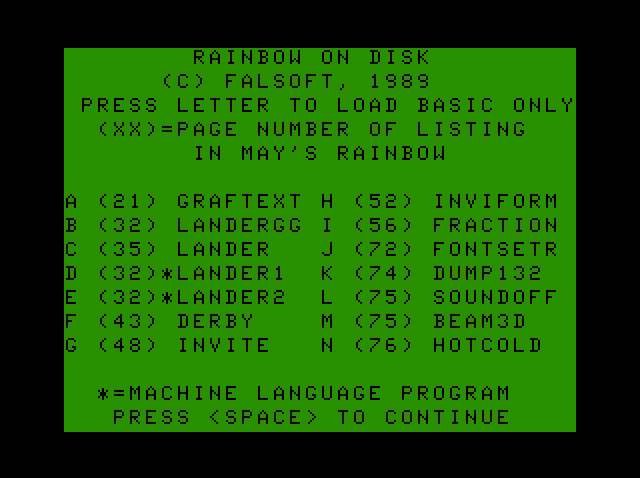 RAINBOW ON DISK
(C) FALSOFT, 1989
PRESS LETTER TO LOAD BASIC ONLY
(XX)=PAGE NUMBER OF LISTING
IN MAY'S RAINBOW
A (21) GRAFTEXT H (52) INVIFORM
B (32) LANDERGG I (56) FRACTION
C (35) LANDER J (72) FONTSETR
D (32)*LANDER1 K (74) DUMP132
E (32)*LANDER2 L (75) SOUNDOFF
F (43) DERBY M (75) BEAM3D
G (48) INVITE N (76) HOTCOLD
*=MACHINE LANGUAGE PROGRAM
PRESS <SPACE> TO CONTINUE